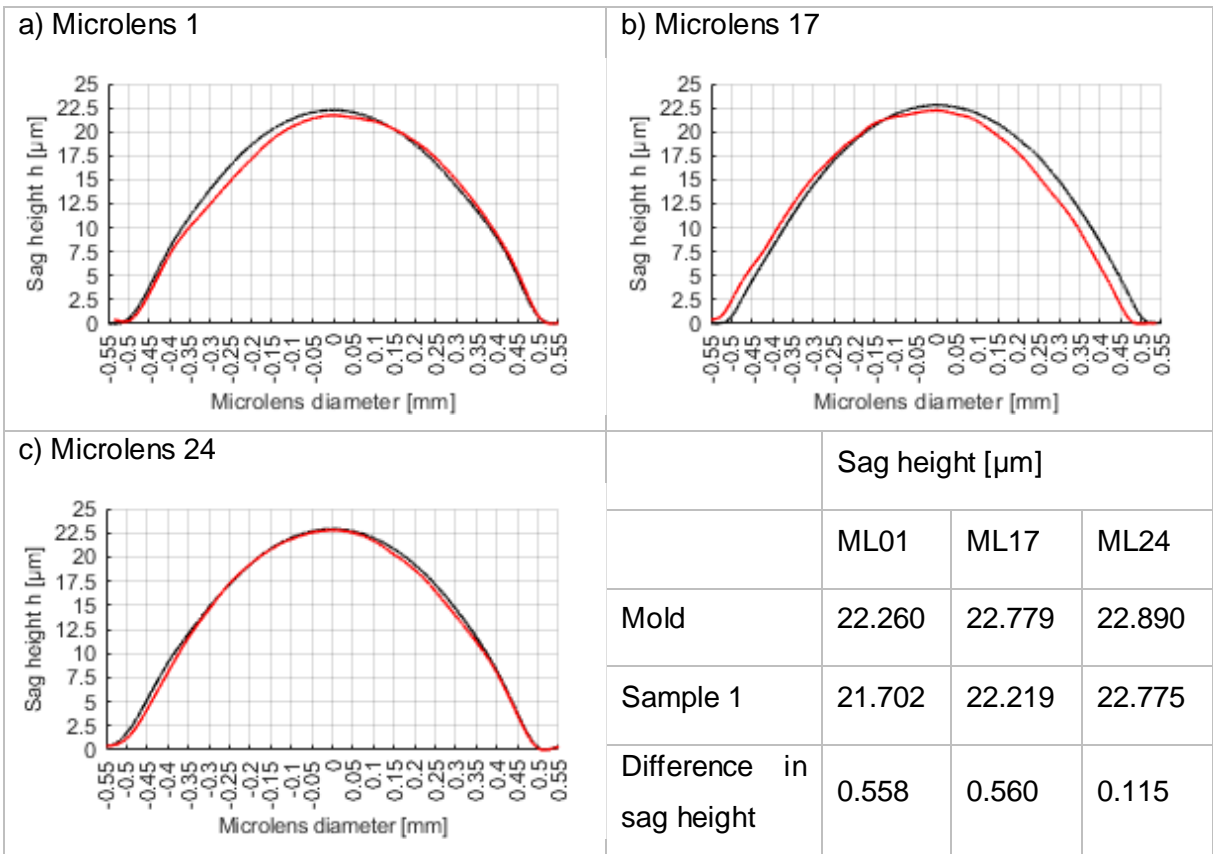 a) Microlens 1
25
22.5
20
17.5
15
12.5
10
7.5
5
2.5
0
Sag height h [µm]
-0.55 -0.5 -0.45 -0.4 -0.35 -0.3 -0.25 -0.2 -0.15 -0.1 -0.05 0 0.05 0.1 0.15 0.2 0.25 0.3 0.35 0.4 0.45 0.5 0.55
Microlens diameter [mm]
b) Microlens 17
25
22.5
20
17.5
15
12.5
10
7.5
5
2.5
0
Sag height h [µm]
-0.55 -0.5 -0.45 -0.4 -0.35 -0.3 -0.25 -0.2 -0.15 -0.1 -0.05 0 0.05 0.1 0.15 0.2 0.25 0.3 0.35 0.4 0.45 0.5 0.55
Microlens diameter [mm]
c) Microlens 24
25
22.5
20
17.5
15
12.5
10
7.5
5
2.5
0
Sag height h [µm]
-0.55 -0.5 -0.45 -0.4 -0.35 -0.3 -0.25 -0.2 -0.15 -0.1 -0.05 0 0.05 0.1 0.15 0.2 0.25 0.3 0.35 0.4 0.45 0.5 0.55
Microlens diameter [mm]
Sag height [µm]
ML01 ML17 ML24
Mold 22.260 22.779 22.890
Sample 1 21.702 22.219 22.775
Difference in
sag height 0.558 0.560 0.115